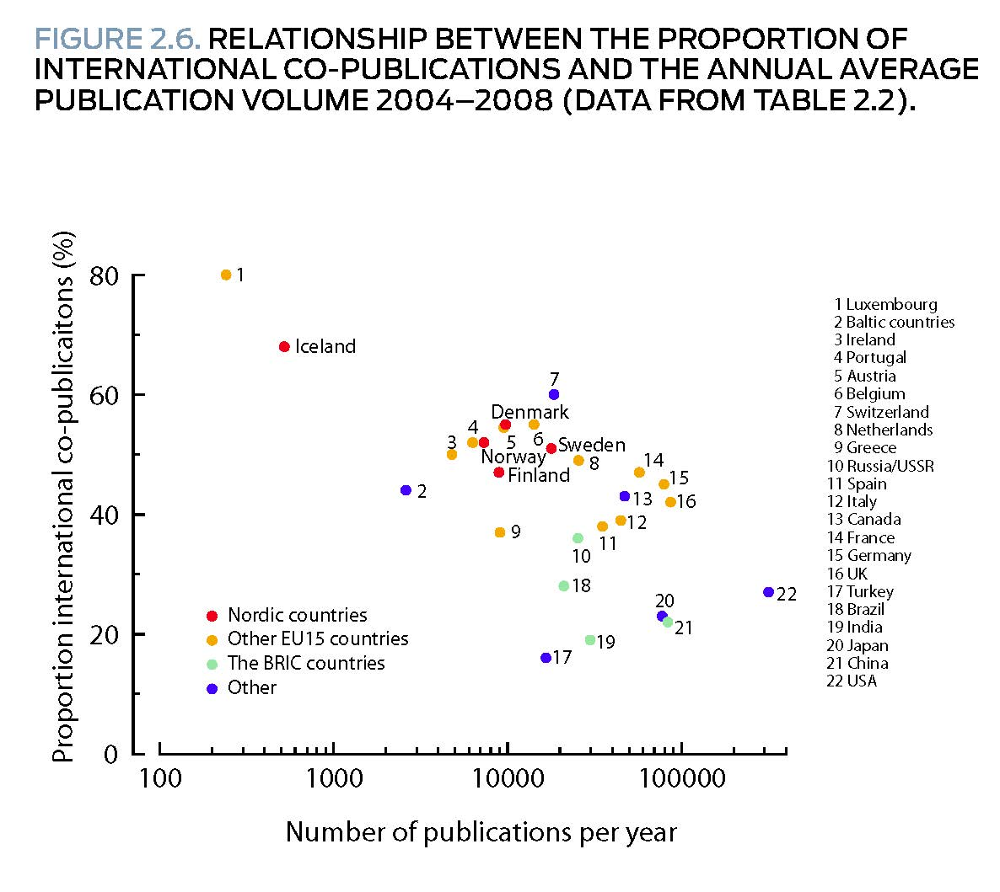 FIGURE 2.6. RELATIONSHIP BETWEEN THE PROPORTION OF
INTERNATIONAL CO-PUBLICATIONS AND THE ANNUAL AVERAGE
PUBLICATION VOLUME 2004–2008 (DATA FROM TABLE 2.2).
Proportion international co-publicaitons (%)
80
60
40
20
0
1
Iceland
7
Denmark
4
3
5
6
Sweden
Norway
8
Finland
14
15
2
13
16
9
12
11
10
18
22
20
21
19
17
Nordic countries
Other EU15 countries
The BRIC countries
Other
100
1000
10000
100000
Number of publications per year
1 Luxembourg
2 Baltic countries
3 Ireland
4 Portugal
5 Austria
6 Belgium
7 Switzerland
8 Netherlands
9 Greece
10 Russia/USSR
11 Spain
12 Italy
13 Canada
14 France
15 Germany
16 UK
17 Turkey
18 Brazil
19 India
20 Japan
21 China
22 USA